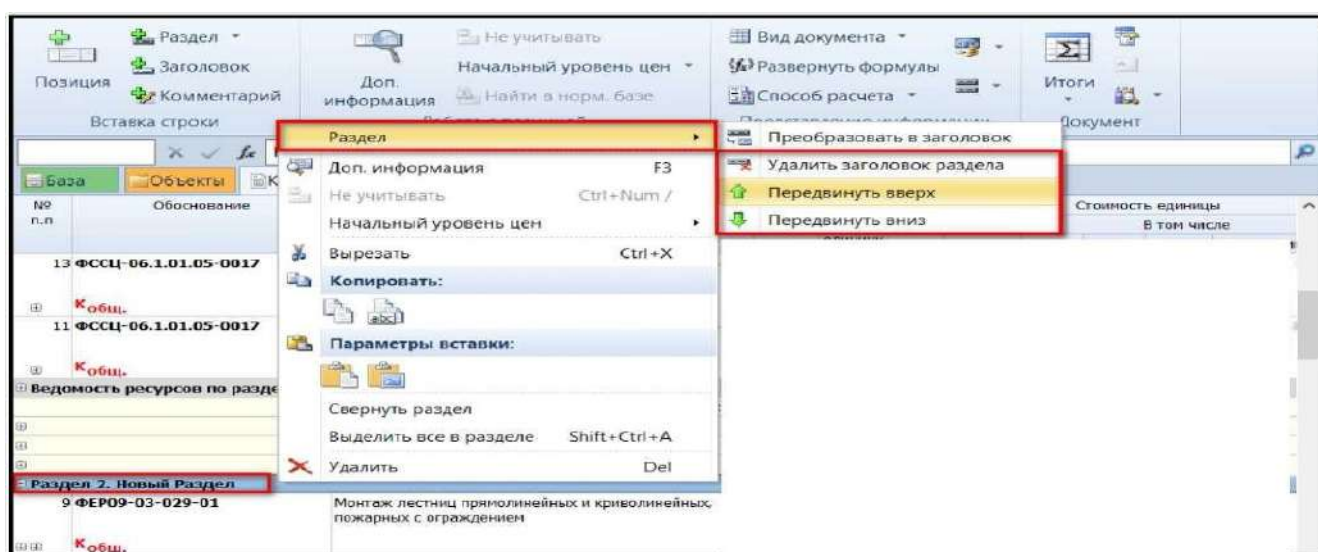 Раздел
Не учитывать
Вид документа
Позиция
Заголовок
Доп. информация
Начальный уровень цен
Развернуть формулы
Итоги
Комментарий
Найти в норм. базе
Способ расчета
Вставка строки
Документ
Раздел
Преобразовать в заголовок
fx
Доп. информация F3
Удалить заголовок раздела
База
Объекты
К
Не учитывать Ctrl+Num /
Передвинуть вверх
№ п.п
Обоснование
Начальный уровень цен
Передвинуть вниз
Стоимость единицы
В том числе
Вырезать Ctrl+X
13 ФССЦ-06.1.01.05-0017
Копировать:
Кобщ.
11 ФССЦ-06.1.01.05-0017
Параметры вставки:
Кобщ.
Ведомость ресурсов по разде
Свернуть раздел
Выделить все в разделе Shift+Ctrl+A
Удалить Del
Раздел 2. Новый Раздел
9 ФЕР09-03-029-01
Монтаж лестниц прямолинейных и криволинейных,
пожарных с ограждением
Кобщ.